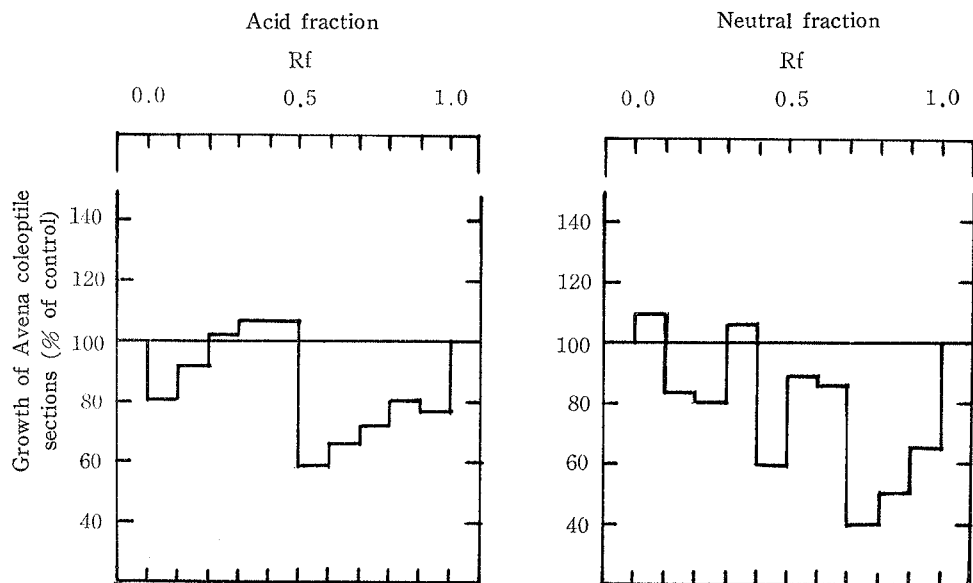 Acid fraction
Rf
0.0 0.5 1.0
Growth of Avena coleoptile
sections (% of control)
140
120
100
80
60
40
Neutral fraction
Rf
0.0 0.5 1.0
140
120
100
80
60
40